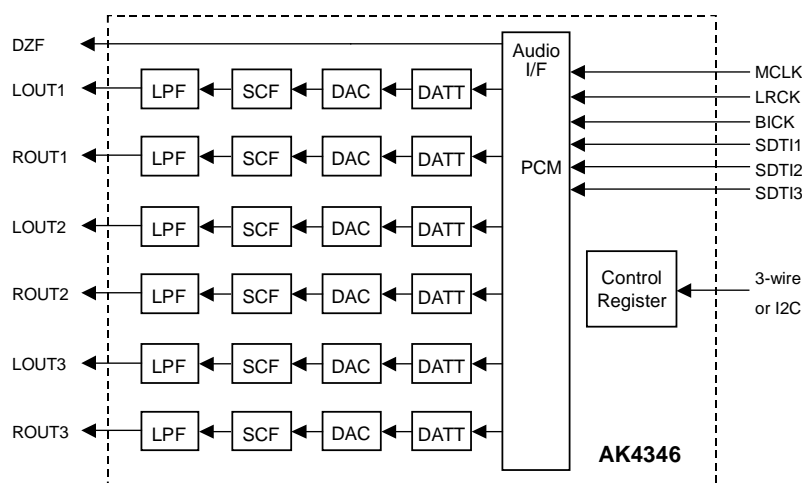 DZF
Audio
I/F
MCLK
LOUT1
LPF
SCF
DAC
DATT
LRCK
BICK
SDTI1
ROUT1
LPF
SCF
DAC
DATT
PCM
SDTI2
SDTI3
LOUT2
LPF
SCF
DAC
DATT
ROUT2
LPF
SCF
DAC
DATT
Control
Register
3-wire
or I2C
LOUT3
LPF
SCF
DAC
DATT
ROUT3
LPF
SCF
DAC
DATT
AK4346